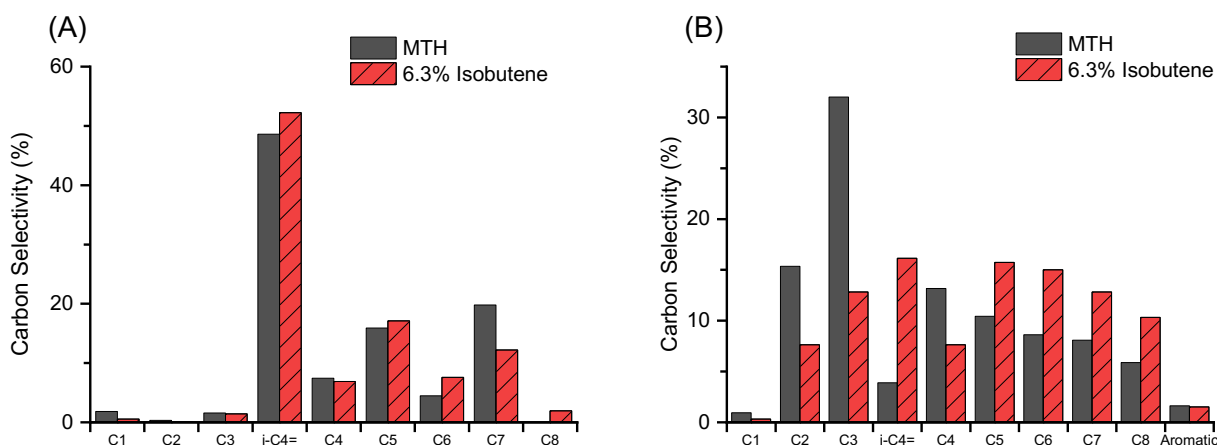 (A)
MTH
6.3% Isobutene
Carbon Selectivity (%)
60
40
20
0
C1 C2 C3 i-C4= C4 C5 C6 C7 C8
(B)
MTH
6.3% Isobutene
Carbon Selectivity (%)
30
20
10
0
C1 C2 C3 i-C4= C4 C5 C6 C7 C8 Aromatic